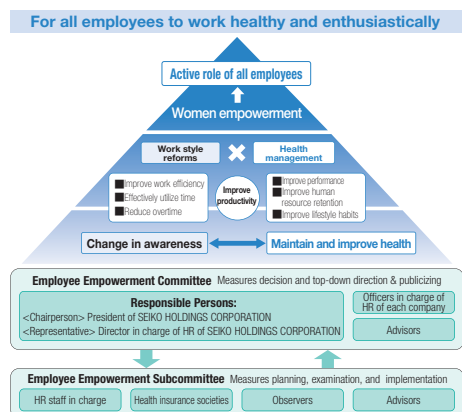 For all employees to work healthy and enthusiastically
Active role of all employees
Women empowerment
Work style
reforms
Health
management
Improve work efficiency
Effectively utilize time
Reduce overtime
Improve
productivity
Improve performance
Improve human
resource retention
Improve lifestyle habits
Change in awareness
Maintain and improve health
Employee Empowerment Committee Measures decision and top-down direction & publicizing
Responsible Persons:
<Chairperson> President of SEIKO HOLDINGS CORPORATION
<Representative> Director in charge of HR of SEIKO HOLDINGS CORPORATION
Officers in charge of
HR of each company
Advisors
Employee Empowerment Subcommittee Measures planning, examination, and implementation
HR staff in charge
Health insurance societies
Observers
Advisors